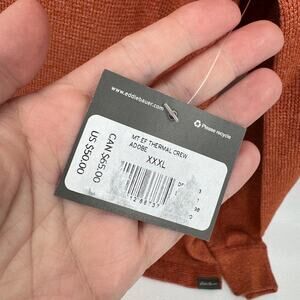 www.eddiebauer.com
Please recycle
MT EF THERMAL CREW
ADOBE
XXXL
CAN $65.00
US $50.00